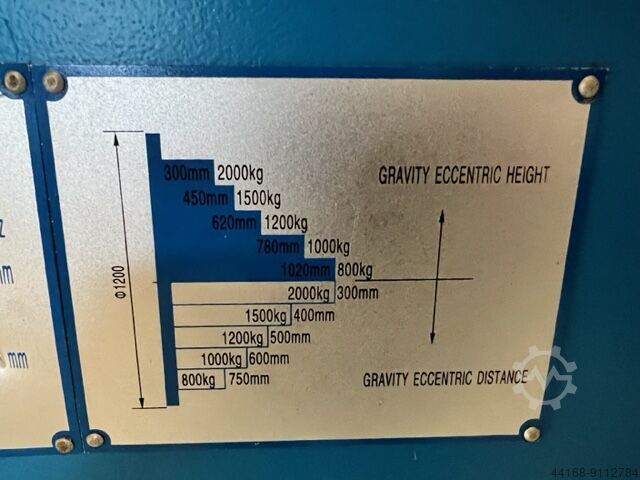 300mm 2000kg
450mm 1500kg
620mm 1200kg
780mm 1000kg
1020mm 800kg
2000kg 300mm
1500kg 400mm
1200kg 500mm
1000kg 600mm
800kg 750mm
Φ1200
GRAVITY ECCENTRIC HEIGHT
GRAVITY ECCENTRIC DISTANCE
z
mm
mm
44168-9112784